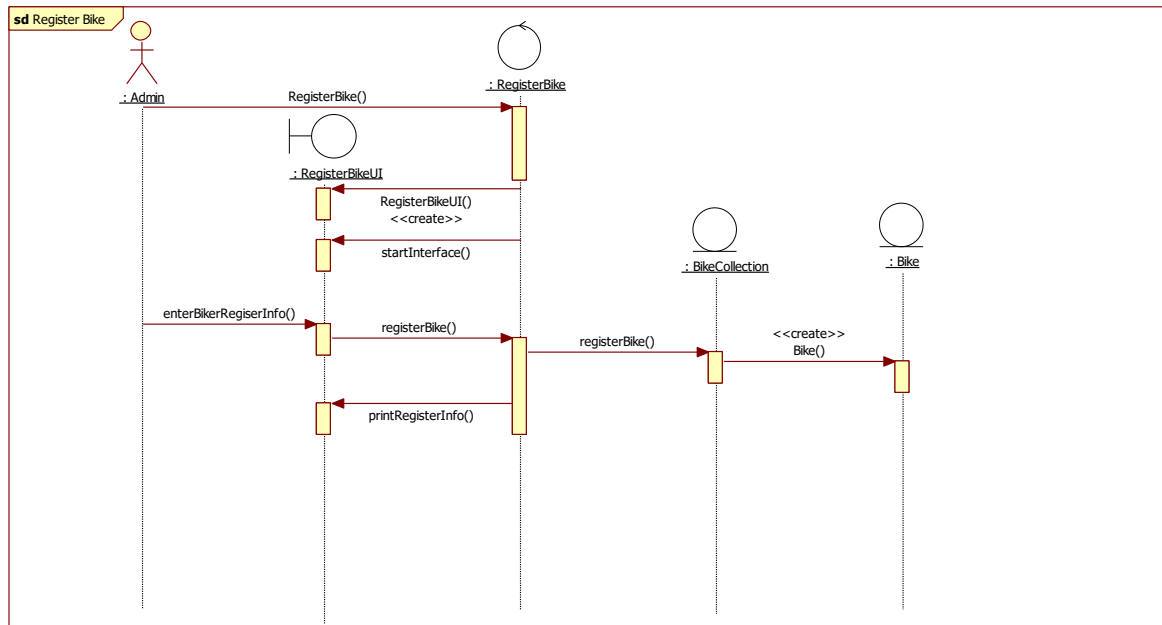 sd Register Bike
: Admin
: RegisterBike
RegisterBike()
: RegisterBikeUI
RegisterBikeUI()
<<create>>
startInterface()
: BikeCollection
: Bike
enterBikerRegiserInfo()
registerBike()
registerBike()
<<create>>
Bike()
printRegisterInfo()